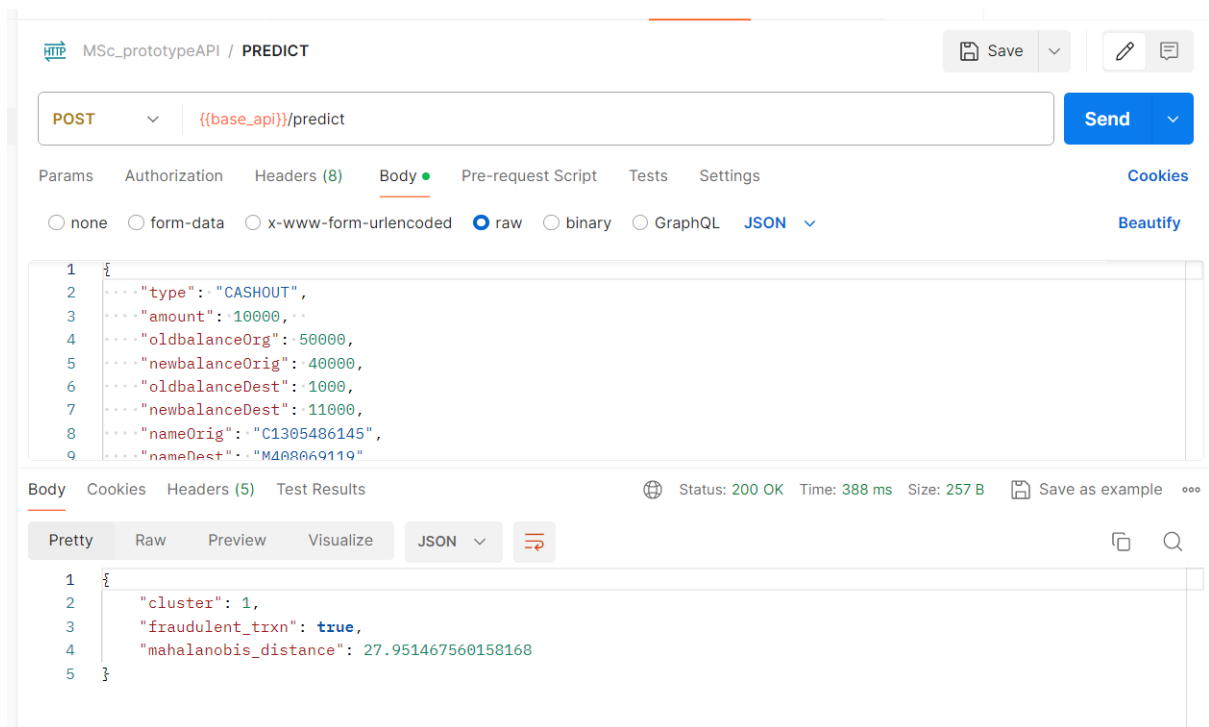 HTTP MSc_prototypeAPI / PREDICT Save
POST {{base_api}}/predict Send
Params Authorization Headers (8) Body Pre-request Script Tests Settings Cookies
none form-data x-www-form-urlencoded raw binary GraphQL JSON Beautify
1 {
2 "type": "CASHOUT",
3 "amount": 10000,
4 "oldbalanceOrg": 50000,
5 "newbalanceOrig": 40000,
6 "oldbalanceDest": 1000,
7 "newbalanceDest": 11000,
8 "nameOrig": "C1305486145",
9 "nameDest": "M408069119"
Body Cookies Headers (5) Test Results Status: 200 OK Time: 388 ms Size: 257 B Save as example
Pretty Raw Preview Visualize JSON
1 {
2 "cluster": 1,
3 "fraudulent_trxn": true,
4 "mahalanobis_distance": 27.951467560158168
5 }